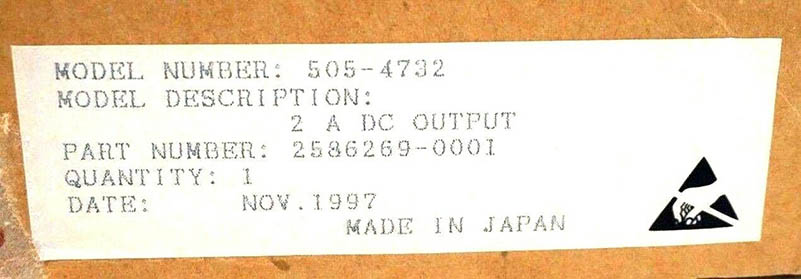 MODEL NUMBER: 505-4732
MODEL DESCRIPTION:
2 A DC OUTPUT
PART NUMBER: 2586269-0001
QUANTITY: 1
DATE: NOV.1997
MADE IN JAPAN